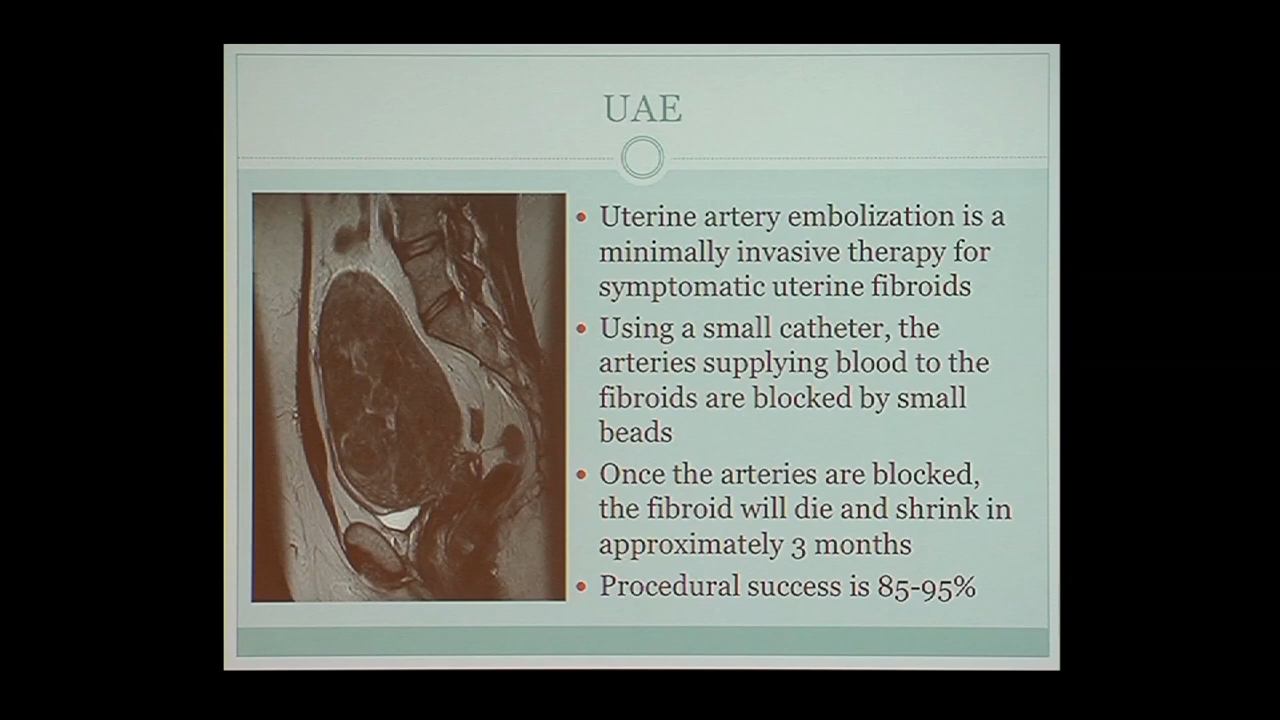 UAE
• Uterine artery embolization is a
minimally invasive therapy for
symptomatic uterine fibroids
• Using a small catheter, the
arteries supplying blood to the
fibroids are blocked by small
beads
• Once the arteries are blocked,
the fibroid will die and shrink in
approximately 3 months
• Procedural success is 85-95%